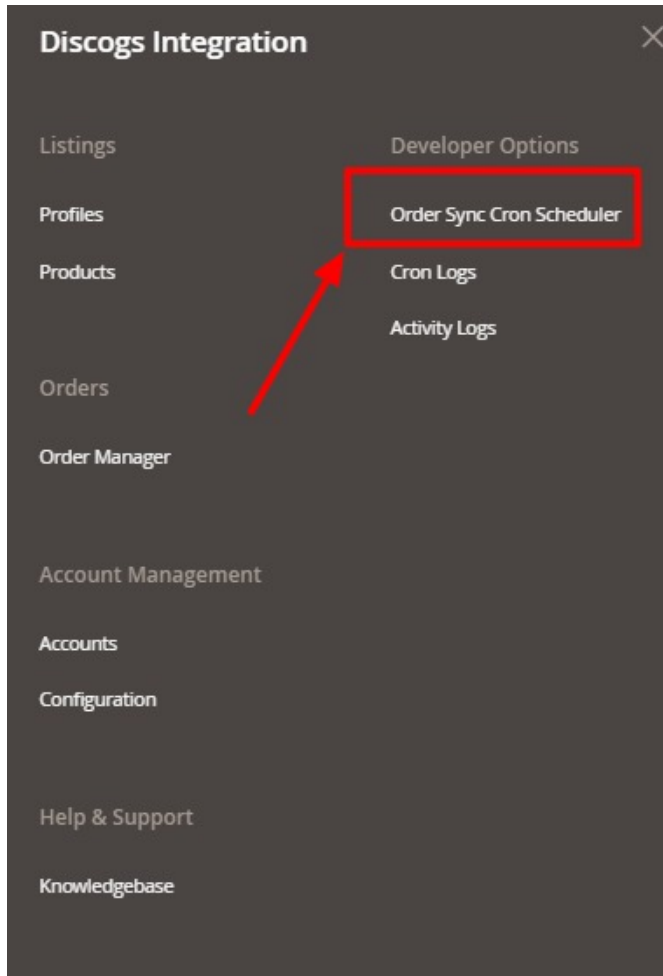 Discogs Integration
Listings
Profiles
Products
Orders
Order Manager
Account Management
Accounts
Configuration
Help & Support
Knowledgebase
Developer Options
Order Sync Cron Scheduler
Cron Logs
Activity Logs